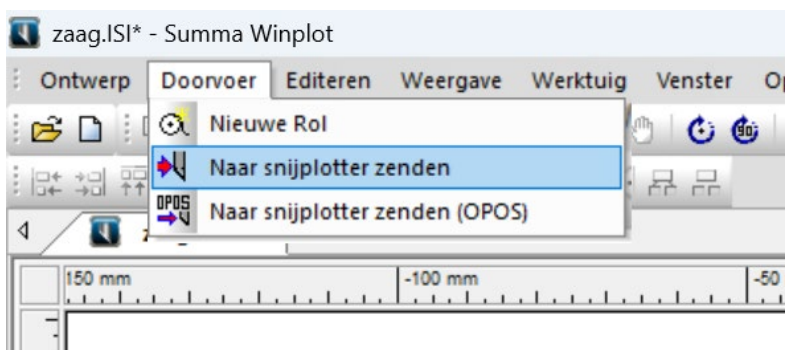 zaag.ISI* - Summa Winplot
Ontwerp Doorvoer Editeren Weergave Werktuig Venster
Nieuwe Rol
90
Naar snijplotter zenden
OPOS Naar snijplotter zenden (OPOS)
150 mm -100 mm -50